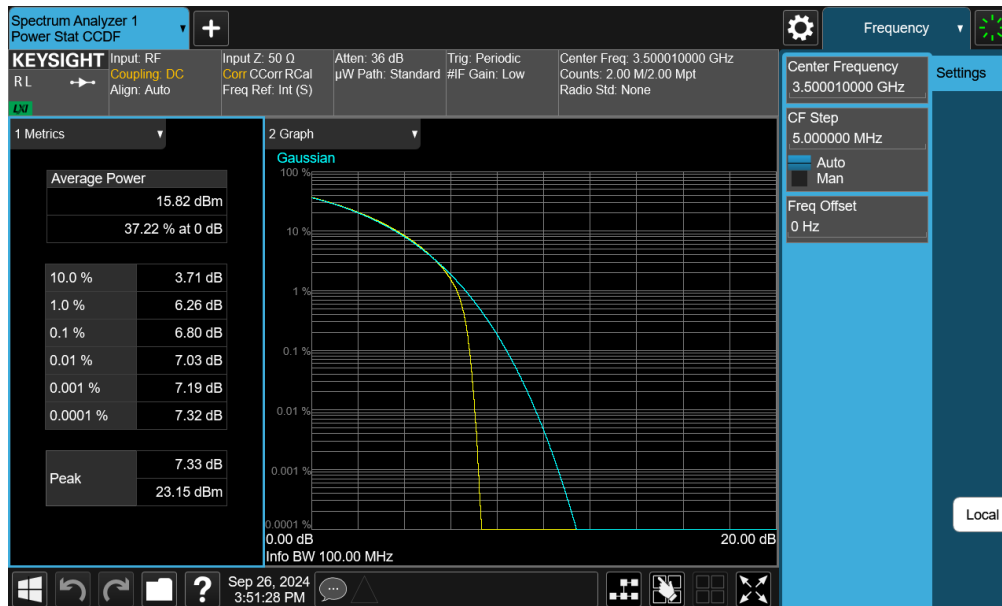 Spectrum Analyzer 1
Power Stat CCDF
+
Frequency
KEYSIGHT
RL
LXI
Input: RF
Coupling: DC
Align: Auto
Input Z: 50 Ω
Corr CCorr RCal
Freq Ref: Int (S)
Atten: 36 dB
µW Path: Standard
Trig: Periodic
#IF Gain: Low
Center Freq: 3.500010000 GHz
Counts: 2.00 M/2.00 Mpt
Radio Std: None
Center Frequency
3.500010000 GHz
Settings
CF Step
5.000000 MHz
Auto
Man
Freq Offset
0 Hz
1 Metrics
Average Power
15.82 dBm
37.22 % at 0 dB
10.0 % 3.71 dB
1.0 % 6.26 dB
0.1 % 6.80 dB
0.01 % 7.03 dB
0.001 % 7.19 dB
0.0001 % 7.32 dB
Peak
7.33 dB
23.15 dBm
2 Graph
Gaussian
100 %
10 %
1 %
0.1 %
0.01 %
0.001 %
0.0001 %
0.00 dB 20.00 dB
Info BW 100.00 MHz
Local
?
Sep 26, 2024
3:51:28 PM